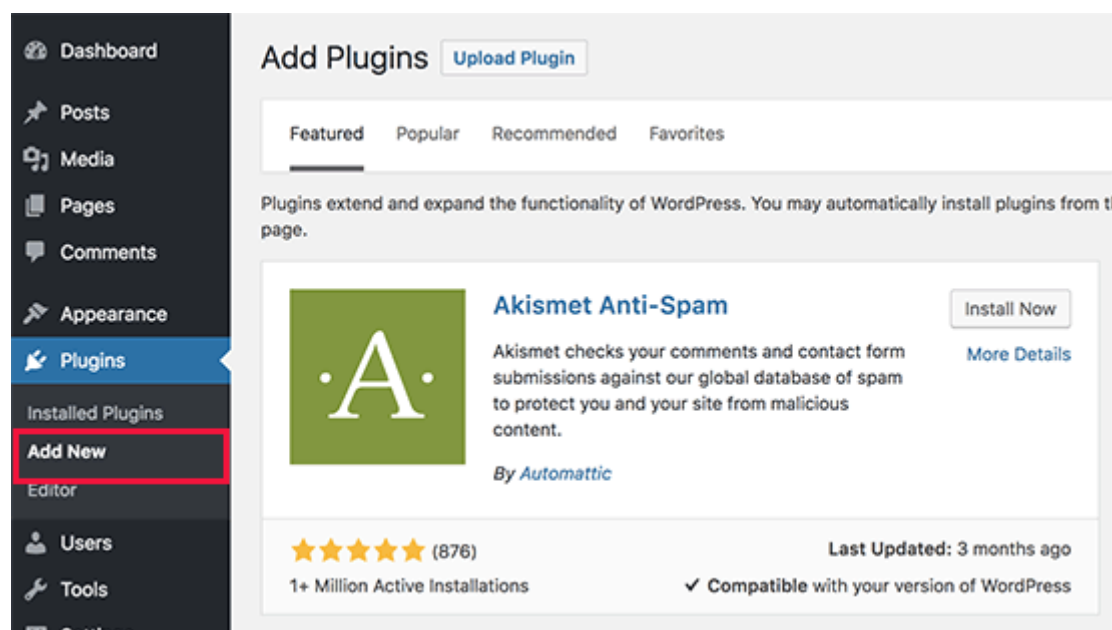 Dashboard
Posts
Media
Pages
Comments
Appearance
Plugins
Installed Plugins
Add New
Editor
Users
Tools
Add Plugins
Upload Plugin
Featured Popular Recommended Favorites
Plugins extend and expand the functionality of WordPress. You may automatically install plugins from
page.
·A·
Akismet Anti-Spam
Install Now
More Details
Akismet checks your comments and contact form
submissions against our global database of spam
to protect you and your site from malicious
content.
By Automattic
(876)
1+ Million Active Installations
Last Updated: 3 months ago
Compatible with your version of WordPress